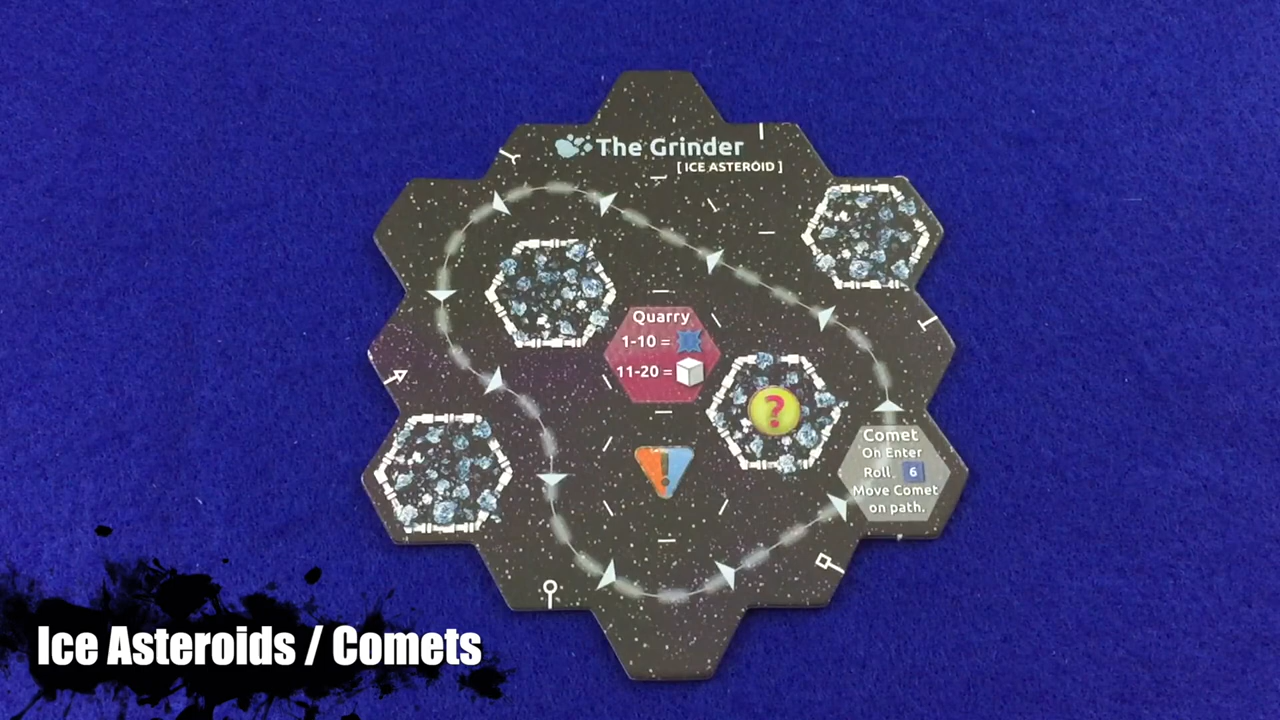 The Grinder
[ ICE ASTEROID ]
Quarry
1-10 =
11-20 =
?
!
Comet
On Enter
Roll 6
Move Comet
on path.
Ice Asteroids / Comets